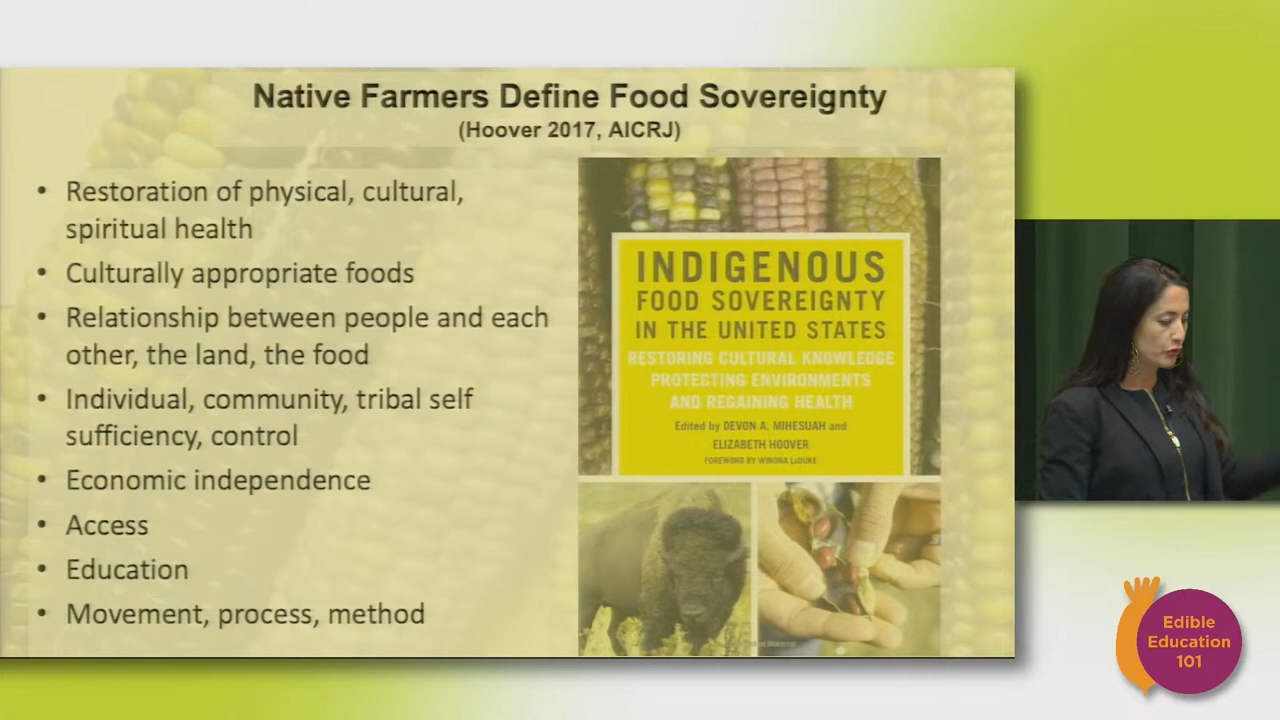 Native Farmers Define Food Sovereignty
(Hoover 2017, AICRJ)
• Restoration of physical, cultural,
spiritual health
• Culturally appropriate foods
• Relationship between people and each
other, the land, the food
• Individual, community, tribal self
sufficiency, control
• Economic independence
• Access
• Education
• Movement, process, method
INDIGENOUS
FOOD SOVEREIGNTY
IN THE UNITED STATES
RESTORING CULTURAL KNOWLEDGE
PROTECTING ENVIRONMENTS
AND REGAINING HEALTH
Edited by DEVON A. MIHESUAH and
ELIZABETH HOOVER
FOREWORD BY WINONA LaDUKE
Edible
Education
101